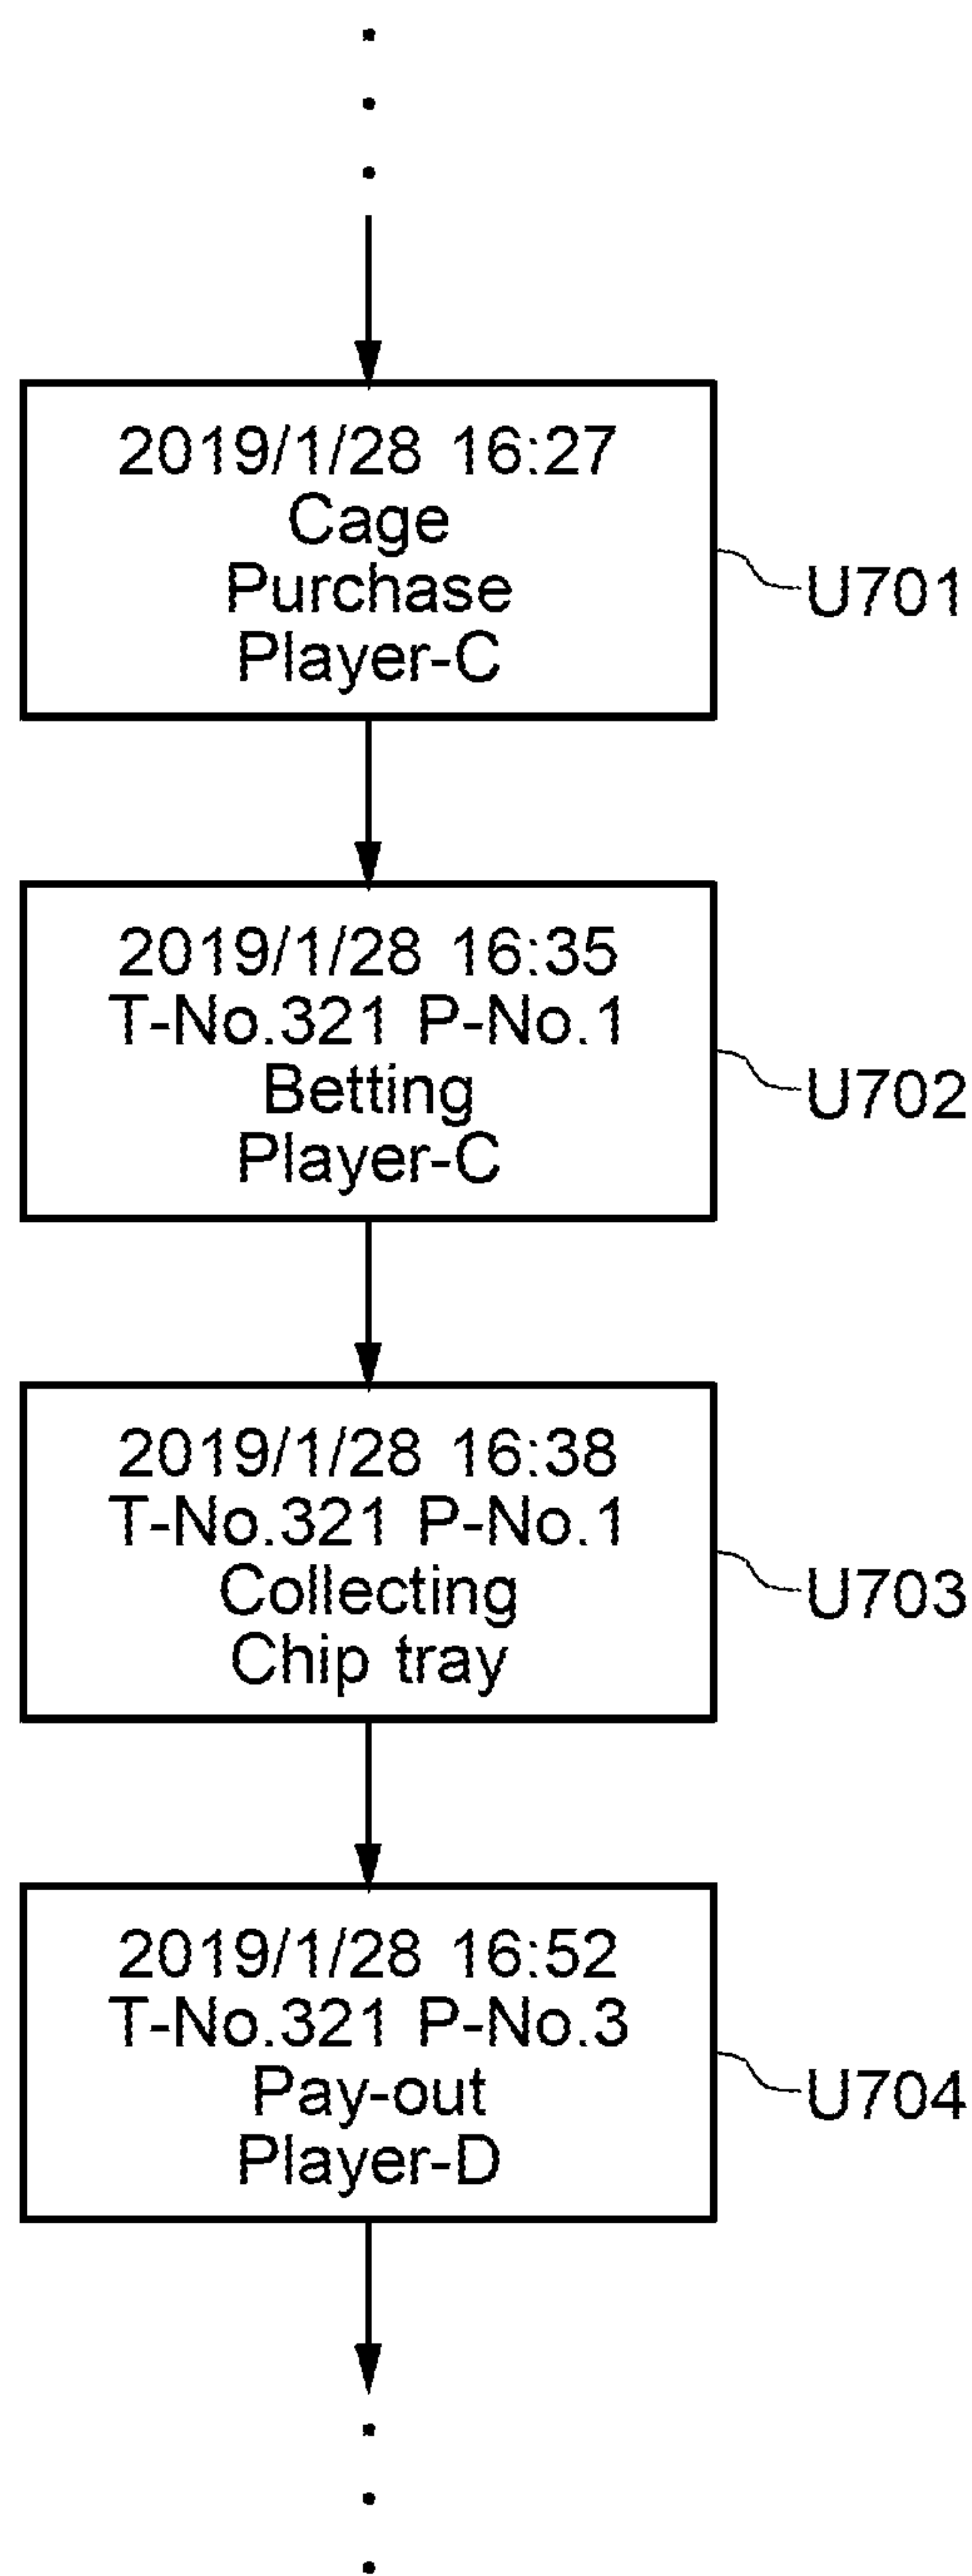 2019/1/28 16:27
Cage
Purchase
Player-C
U701
2019/1/28 16:35
T-No.321 P-No.1
Betting
Player-C
U702
2019/1/28 16:38
T-No.321 P-No.1
Collecting
Chip tray
U703
2019/1/28 16:52
T-No.321 P-No.3
Pay-out
Player-D
U704